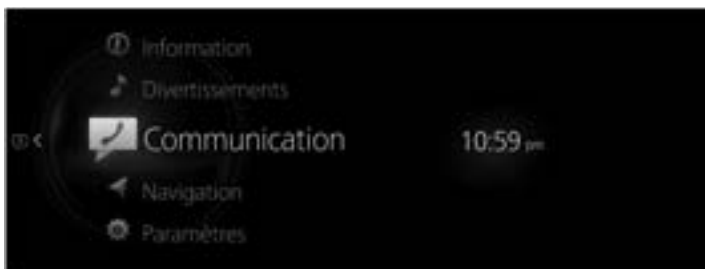 Information
Divertissements
Communication
10:59 pm
Navigation
Paramètres